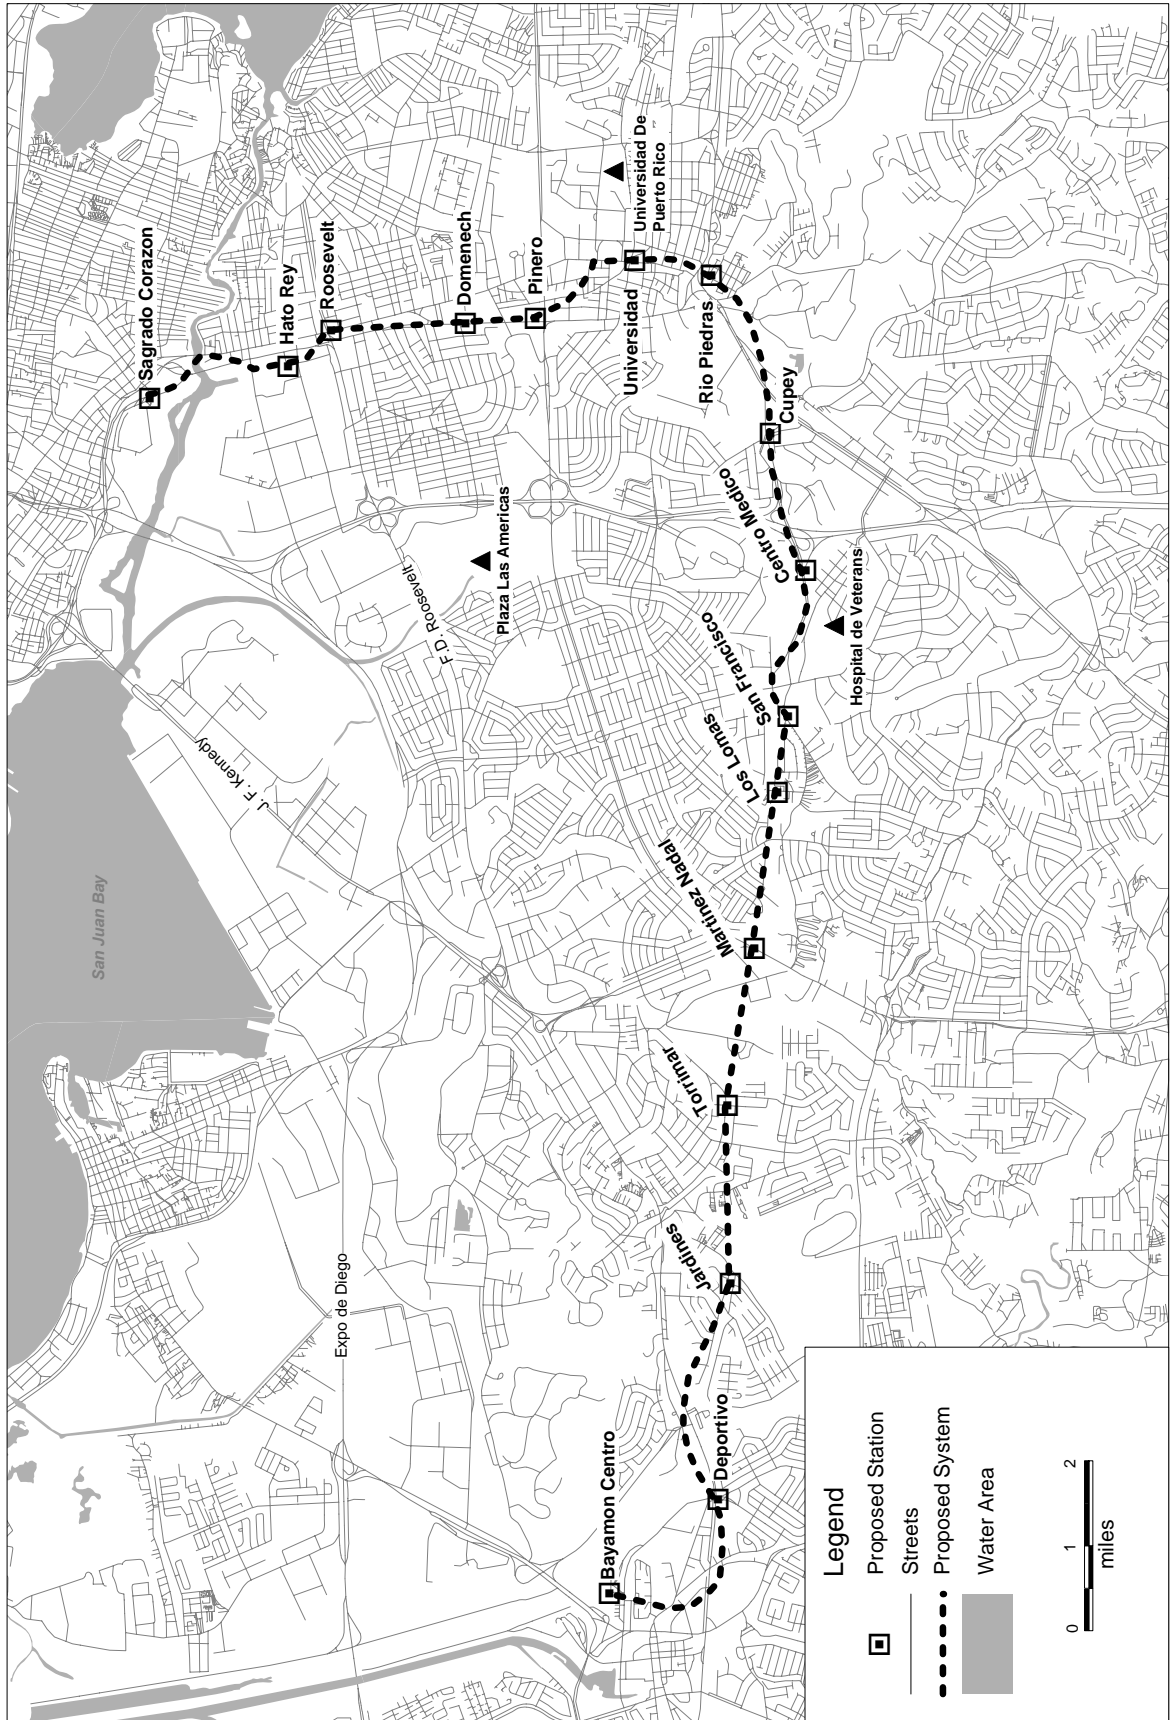 Sagrado Corazon
Hato Rey
Roosevelt
Domenech
Pinero
Universidad
Universidad De
Puerto Rico
Rio Piedras
Cupey
Centro Medico
Hospital de Veterans
San Francisco
Los Lomas
Martinez Nadal
Torrimar
Jardines
Deportivo
Bayamon Centro
Plaza Las Americas
F.D. Roosevelt
J. F. Kennedy
San Juan Bay
Expo de Diego
Legend
Proposed Station
Streets
Proposed System
Water Area
0 1 2
miles